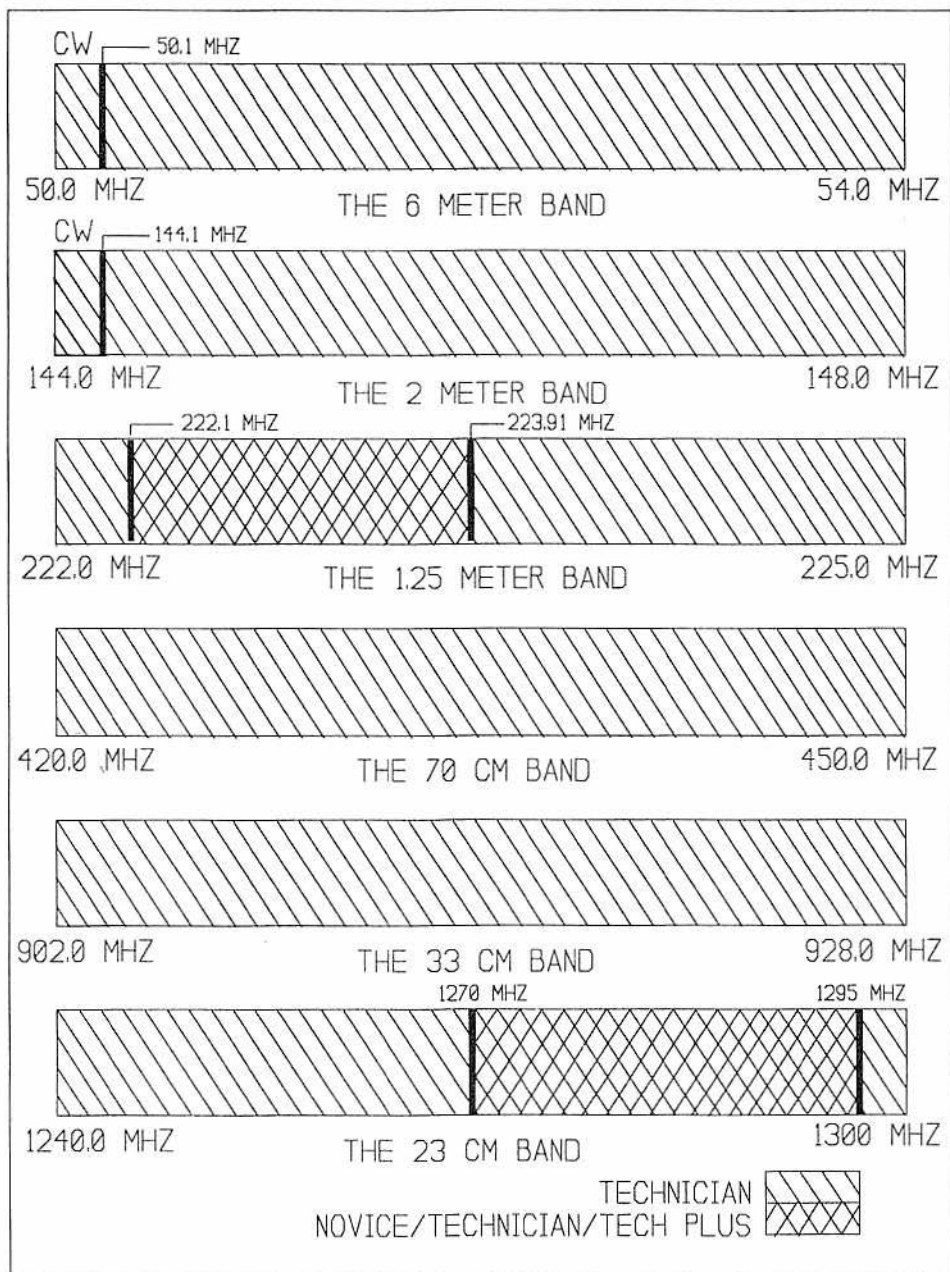 CW 50.1 MHZ
50.0 MHZ THE 6 METER BAND 54.0 MHZ
CW 144.1 MHZ
144.0 MHZ THE 2 METER BAND 148.0 MHZ
222.1 MHZ 223.91 MHZ
222.0 MHZ THE 1.25 METER BAND 225.0 MHZ
420.0 MHZ THE 70 CM BAND 450.0 MHZ
902.0 MHZ THE 33 CM BAND 928.0 MHZ
1270 MHZ 1295 MHZ
1240.0 MHZ THE 23 CM BAND 1300 MHZ
TECHNICIAN
NOVICE/TECHNICIAN/TECH PLUS